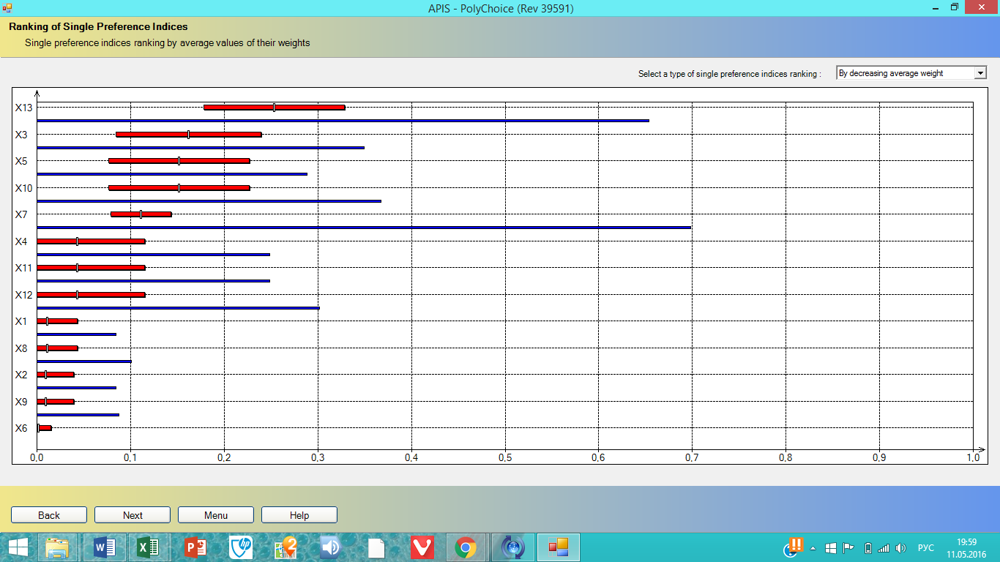 APIS - PolyChoice (Rev 39591)
Ranking of Single Preference Indices
Single preference indices ranking by average values of their weights
Select a type of single preference indices ranking : By decreasing average weight
X13
X3
X5
X10
X7
X4
X11
X12
X1
X8
X2
X9
X6
0,0 0,1 0,2 0,3 0,4 0,5 0,6 0,7 0,8 0,9 1,0
Back Next Menu Help
РУС
19:59
11.05.2016